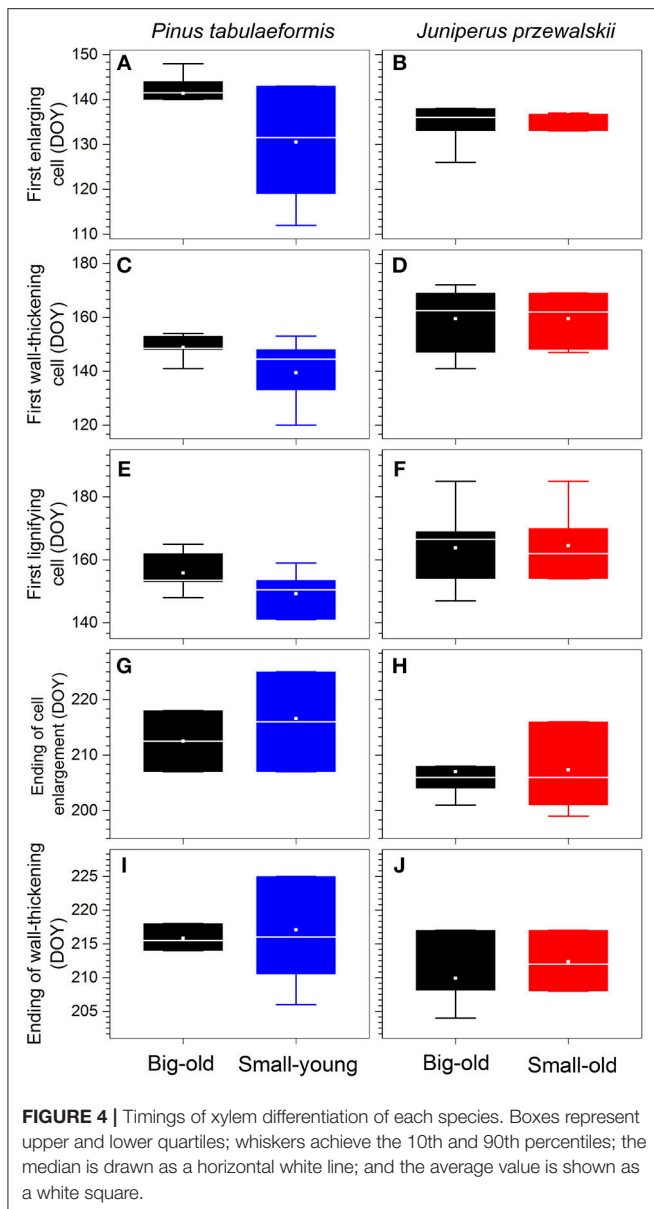 Pinus tabulaeformis
Juniperus przewalskii
First enlarging
cell (DOY)
150
140
130
120
110
A
B
First wall-thickening
cell (DOY)
180
160
140
120
C
D
First lignifying
cell (DOY)
180
160
140
E
F
Ending of cell
enlargement (DOY)
220
210
200
G
H
Ending of wall-thickening
(DOY)
225
220
215
210
205
I
J
Big-old
Small-young
Big-old
Small-old
FIGURE 4 | Timings of xylem differentiation of each species. Boxes represent
upper and lower quartiles; whiskers achieve the 10th and 90th percentiles; the
median is drawn as a horizontal white line; and the average value is shown as
a white square.